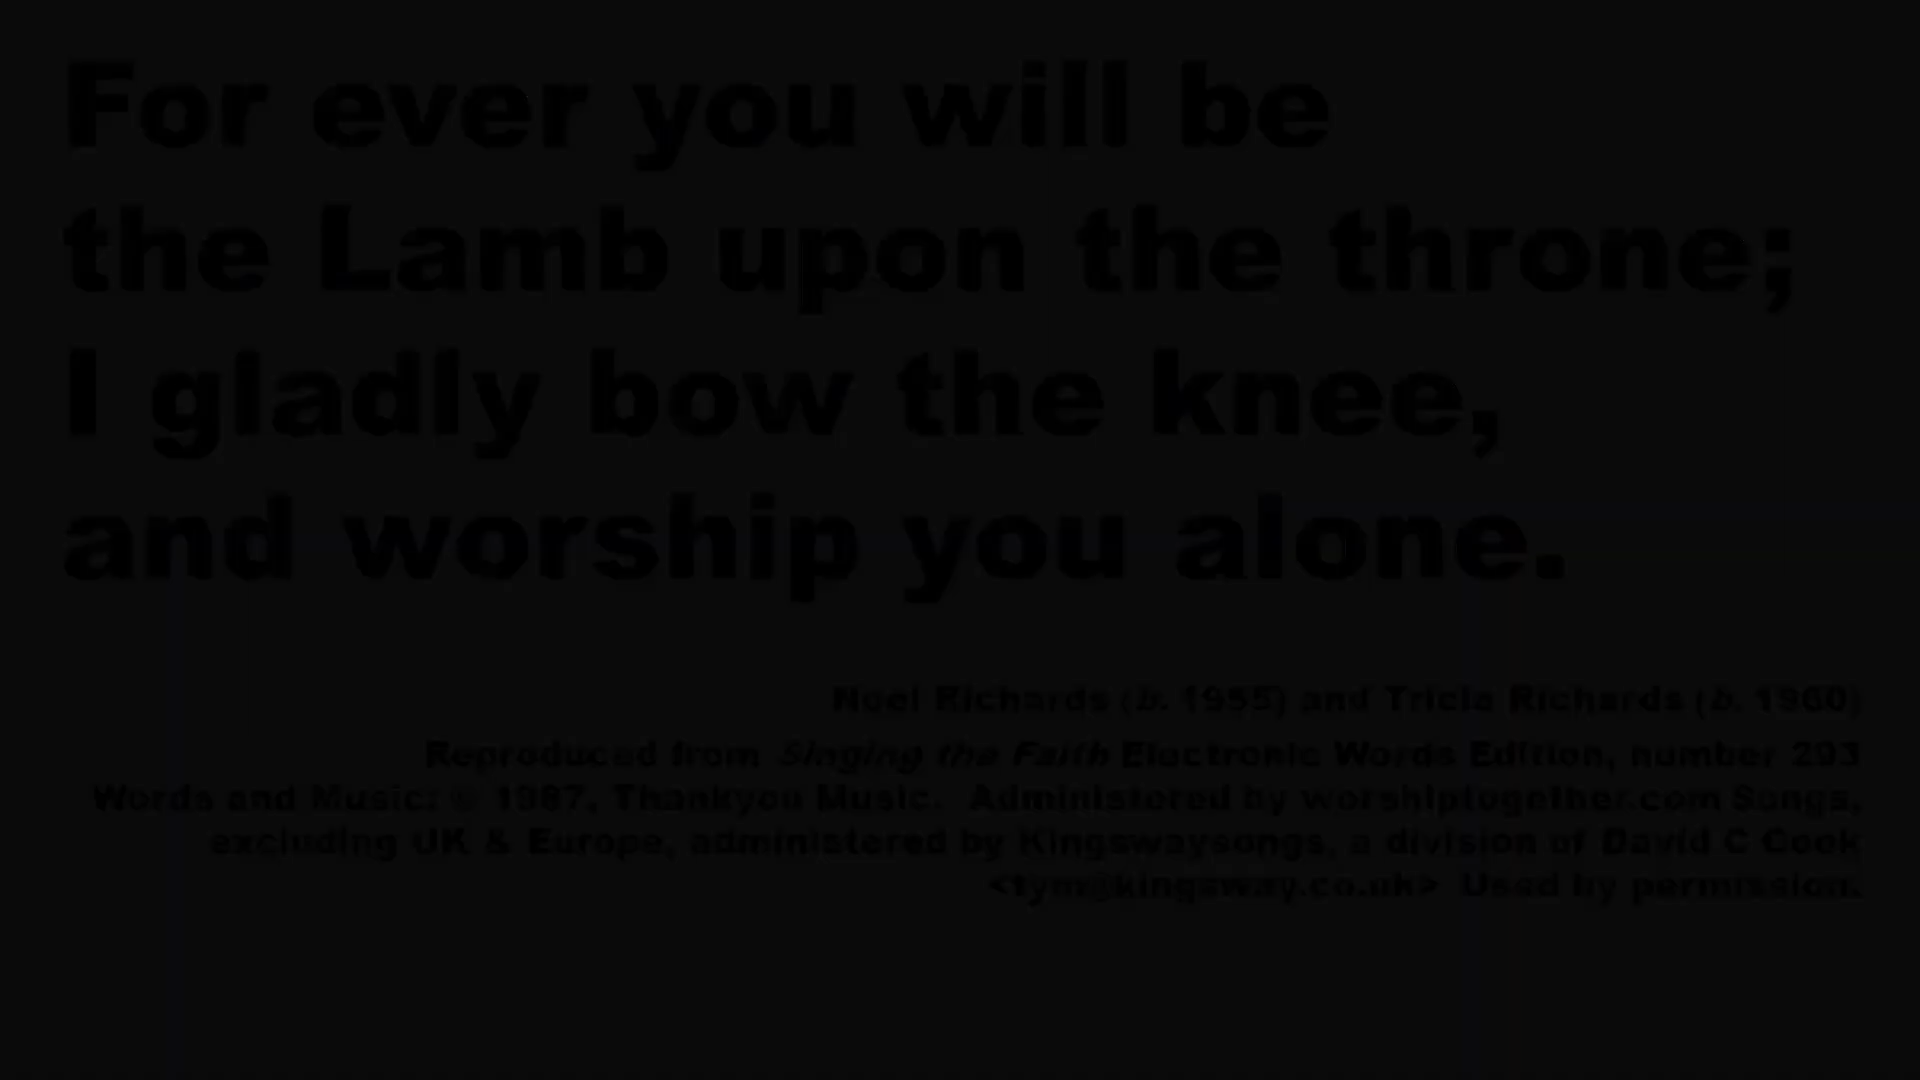 For ever you will be
the Lamb upon the throne;
I gladly bow the knee,
and worship you alone.
Noel Richards (b. 1955) and Tricia Richards (b. 1960)
Reproduced from Singing the Faith Electronic Words Edition, number 293
Words and Music: © 1987, Thankyou Music. Administered by worshiptogether.com Songs,
excluding UK & Europe, administered by Kingswaysongs, a division of David C Cook
<tym@kingsway.co.uk> Used by permission.